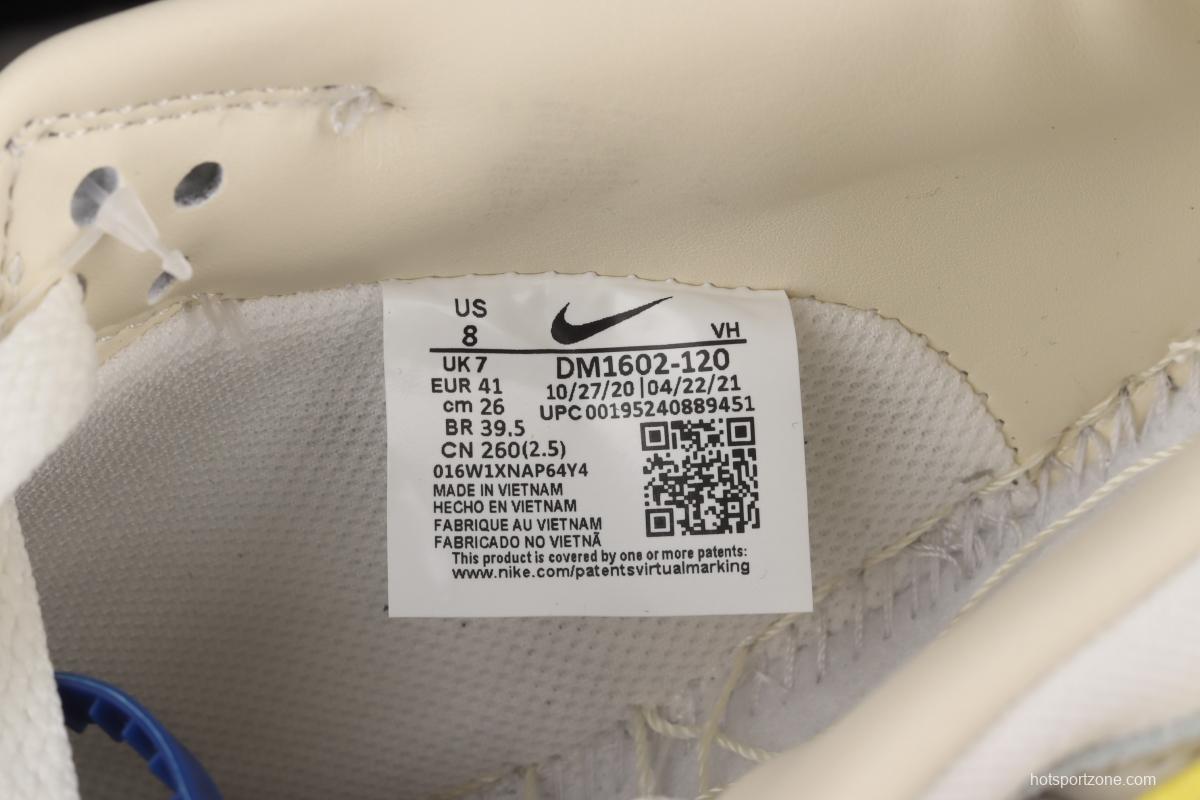 US
8
VH
UK 7
DM1602-120
EUR 41
10/27/20|04/22/21
cm 26
UPC 00195240889451
BR 39.5
CN 260(2.5)
016W1XNAP64Y4
MADE IN VIETNAM
HECHO EN VIETNAM
FABRIQUE AU VIETNAM
FABRICADO NO VIETNÃ
This product is covered by one or more patents:
www.nike.com/patentsvirtualmarking
hotsportzone.com